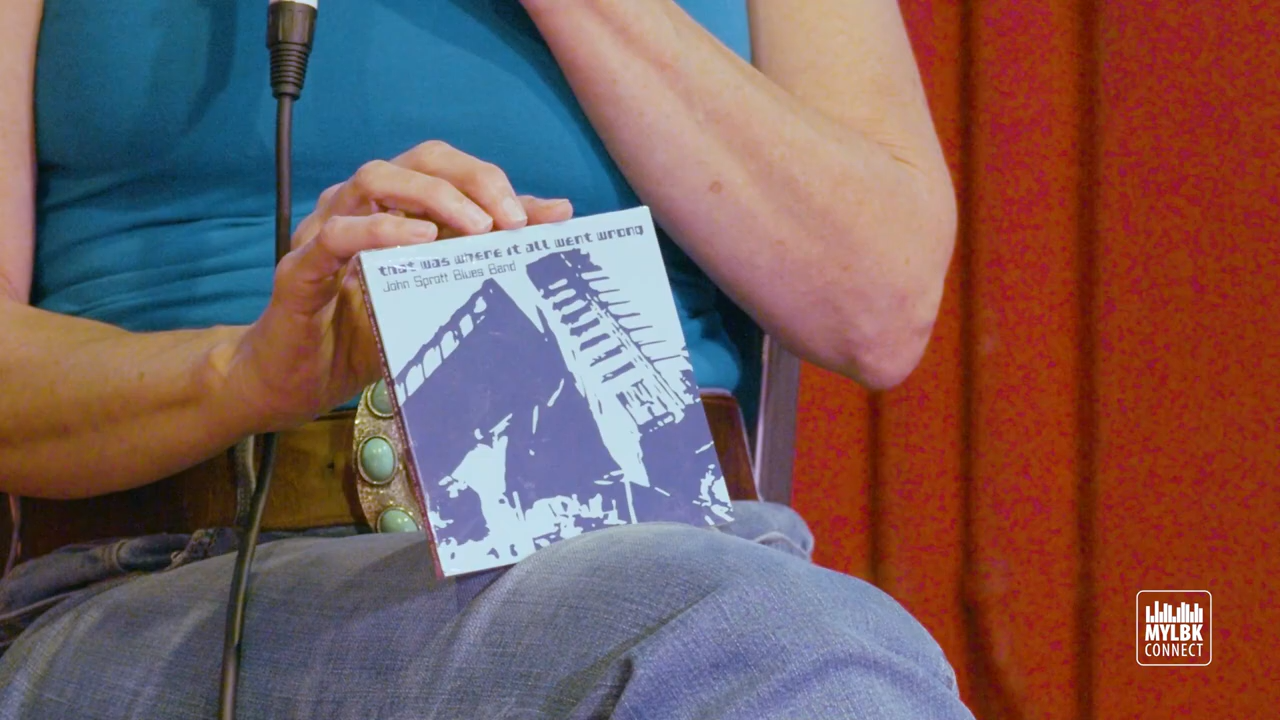 that was where it all went wrong
John Sprott Blues Band
MYLBK
CONNECT